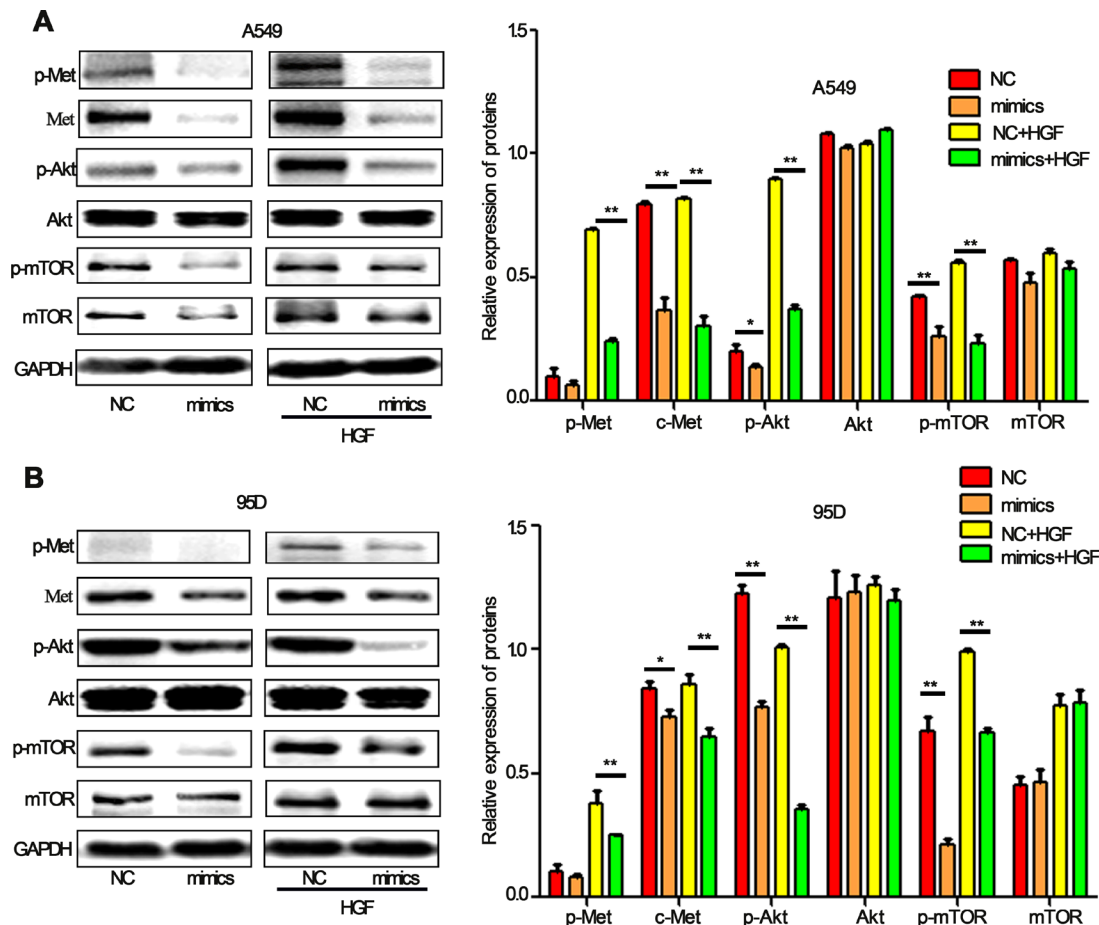 A
A549
p-Met
Met
p-Akt
Akt
p-mTOR
mTOR
GAPDH
NC mimics NC mimics
HGF
Relative expression of proteins
1.5
1.0
0.5
0.0
A549
NC
mimics
NC+HGF
mimics+HGF
**
** **
* **
** **
p-Met c-Met p-Akt Akt p-mTOR mTOR
B
95D
p-Met
Met
p-Akt
Akt
p-mTOR
mTOR
GAPDH
NC mimics NC mimics
HGF
Relative expression of proteins
1.5
1.0
0.5
0.0
95D
NC
mimics
NC+HGF
mimics+HGF
**
* **
** **
** **
p-Met c-Met p-Akt Akt p-mTOR mTOR